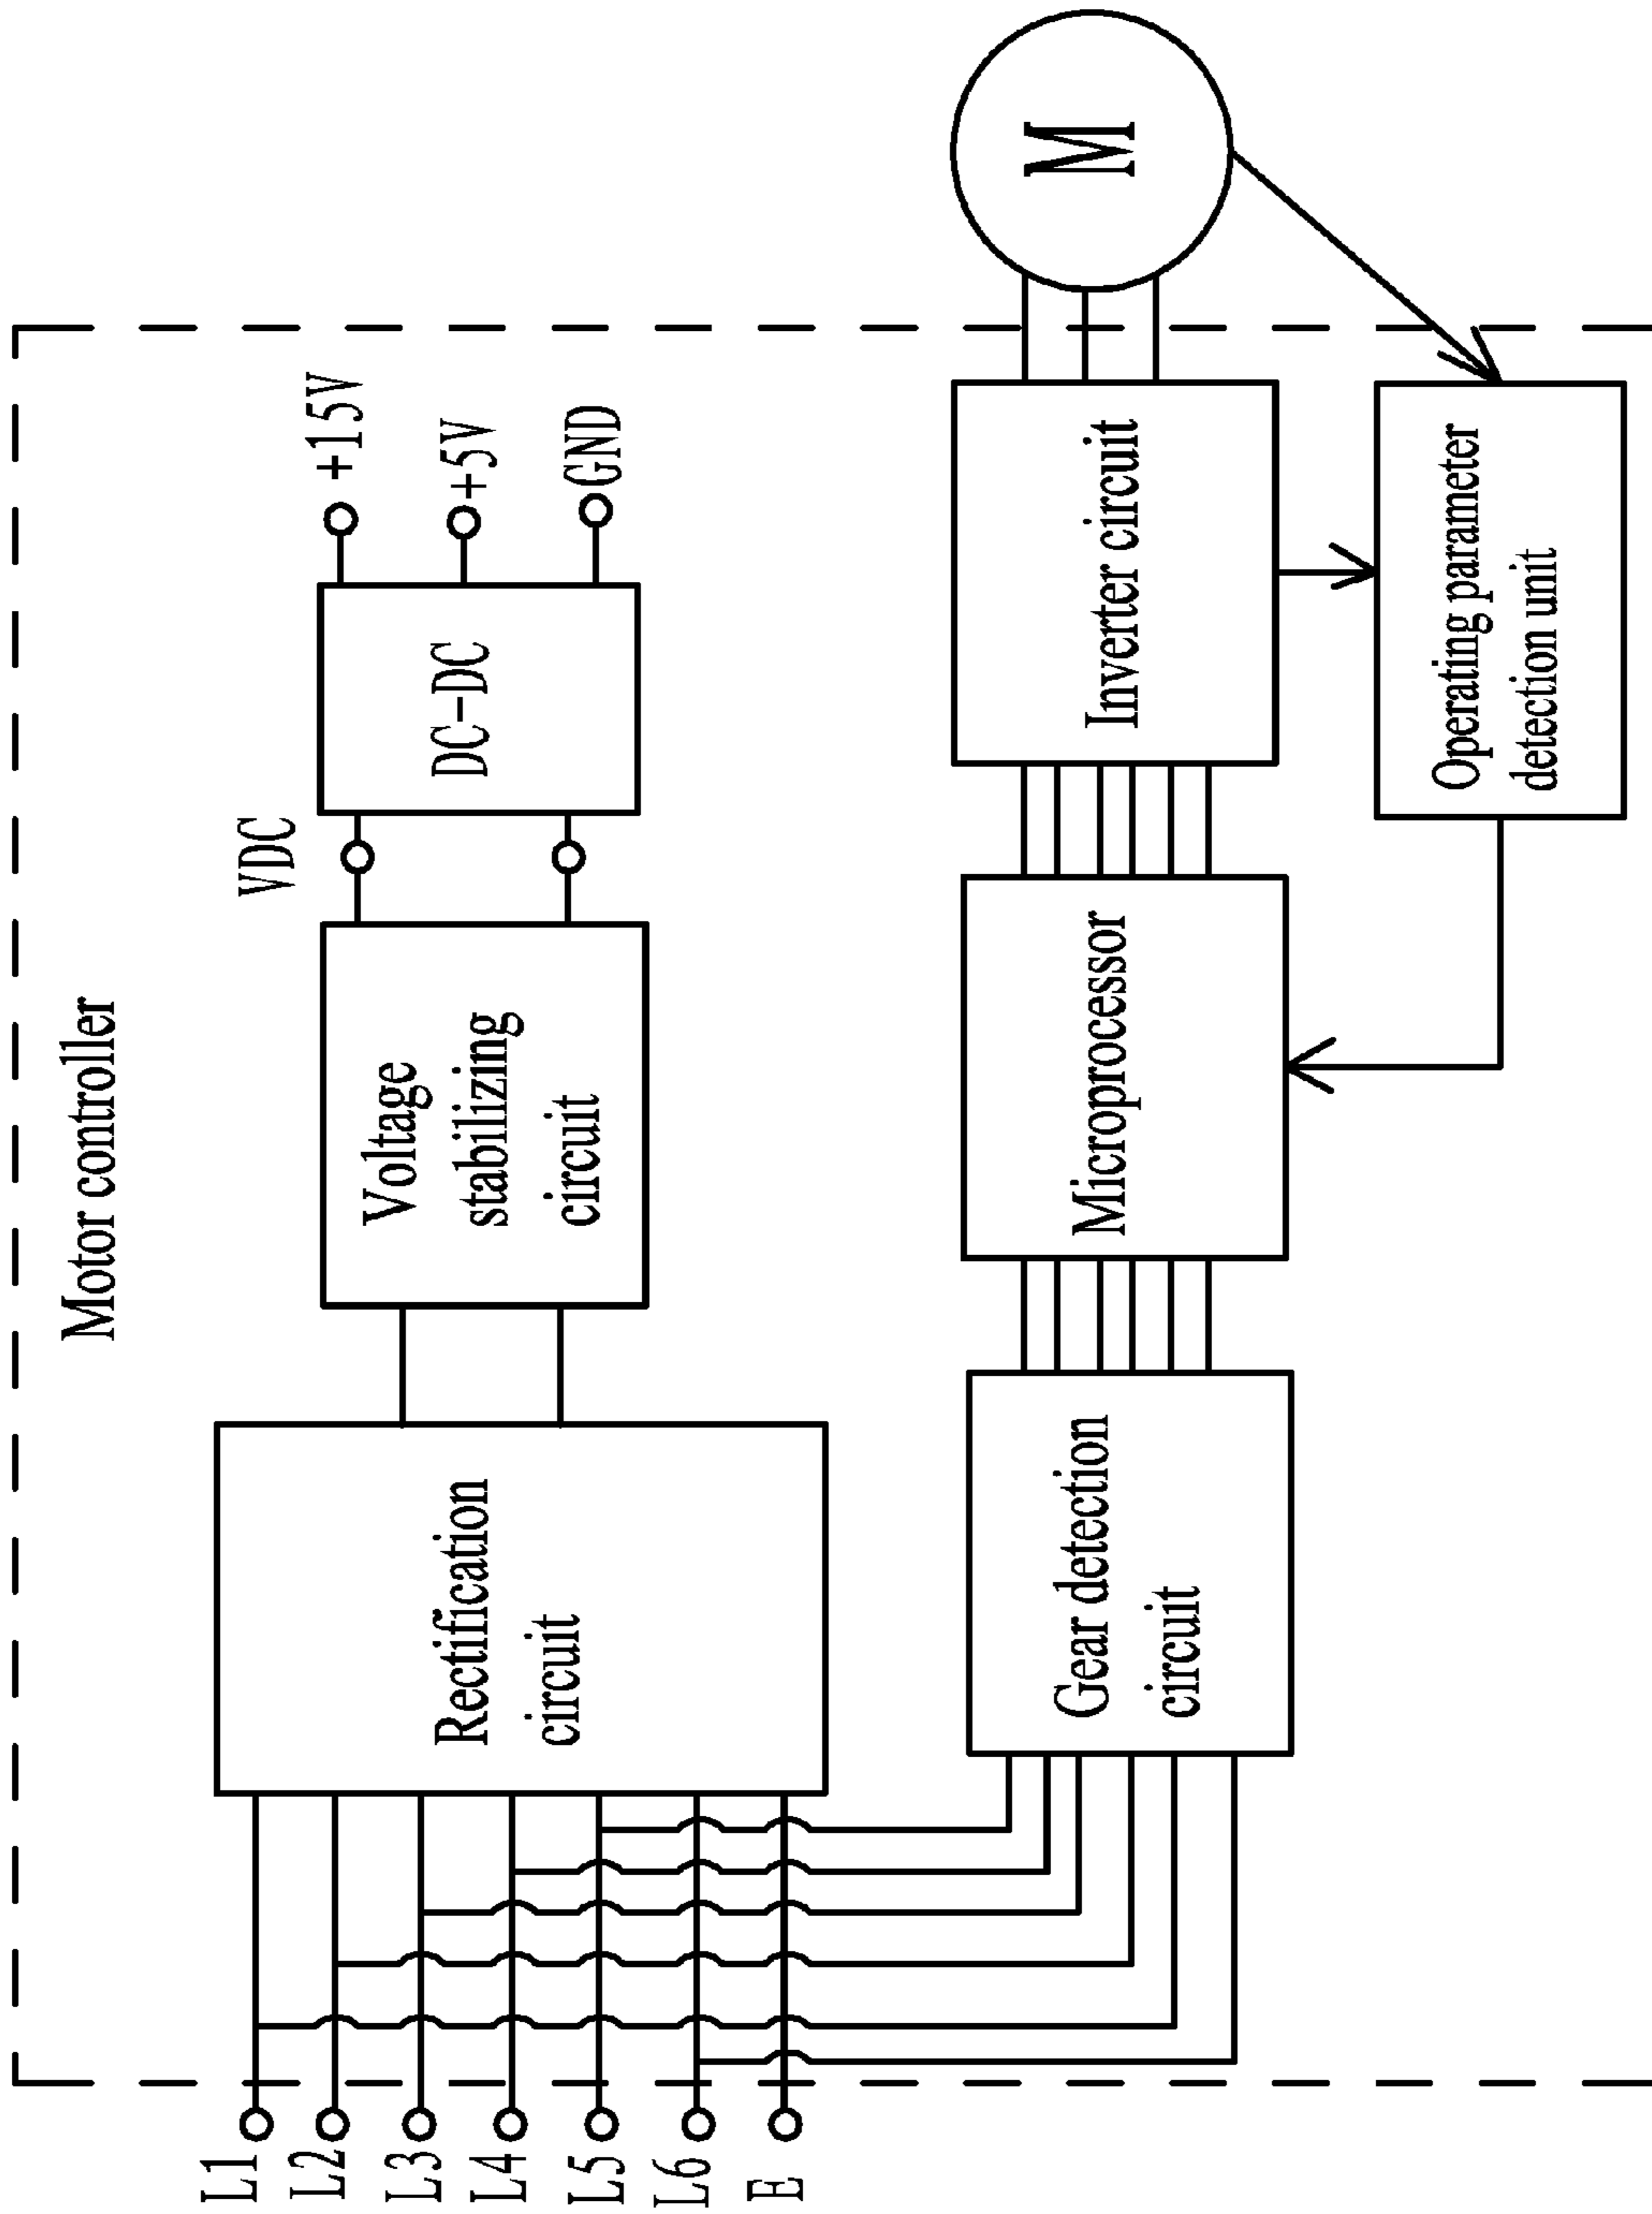 Motor controller
L1
L2
L3
L4
L5
L6
E
Rectification
circuit
Voltage
stabilizing
circuit
VDC
DC-DC
+15V
+5V
GND
Gear detection
circuit
Microprocessor
Inverter circuit
M
Operating parameter
detection unit